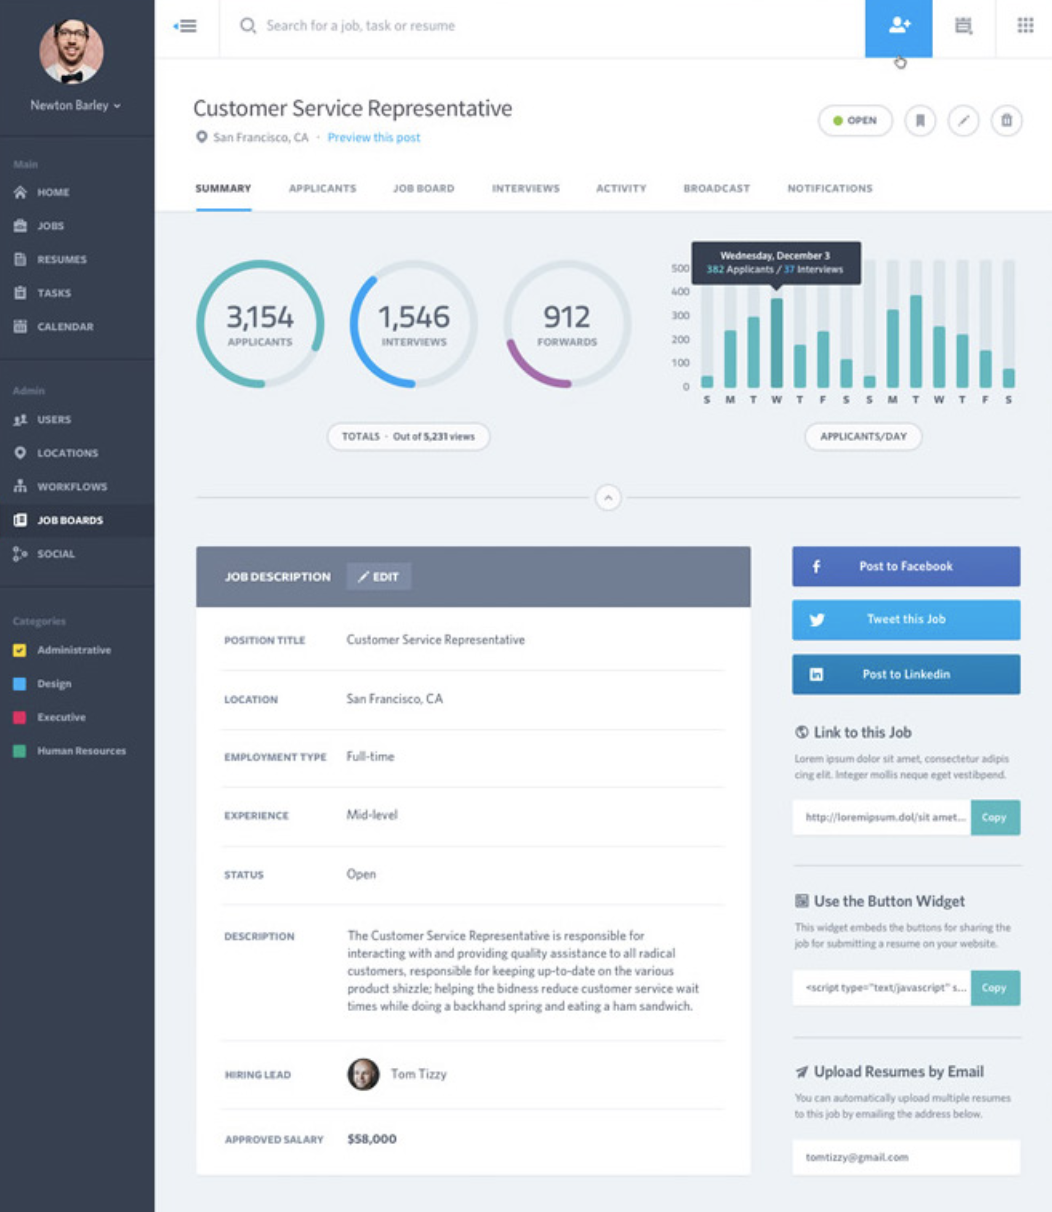 Newton Barley
Main
HOME
JOBS
RESUMES
TASKS
CALENDAR
Admin
USERS
LOCATIONS
WORKFLOWS
JOB BOARDS
SOCIAL
Categories
Administrative
Design
Executive
Human Resources
Search for a job, task or resume
Customer Service Representative
San Francisco, CA · Preview this post
OPEN
SUMMARY APPLICANTS JOB BOARD INTERVIEWS ACTIVITY BROADCAST NOTIFICATIONS
3,154
APPLICANTS
1,546
INTERVIEWS
912
FORWARDS
TOTALS · Out of 5,231 views
Wednesday, December 3
382 Applicants / 37 Interviews
500
400
300
200
100
0
S M T W T F S S M T W T F S
APPLICANTS/DAY
JOB DESCRIPTION EDIT
POSITION TITLE Customer Service Representative
LOCATION San Francisco, CA
EMPLOYMENT TYPE Full-time
EXPERIENCE Mid-level
STATUS Open
DESCRIPTION The Customer Service Representative is responsible for
interacting with and providing quality assistance to all radical
customers, responsible for keeping up-to-date on the various
product shizzle; helping the bidness reduce customer service wait
times while doing a backhand spring and eating a ham sandwich.
HIRING LEAD Tom Tizzy
APPROVED SALARY $58,000
Post to Facebook
Tweet this Job
Post to Linkedin
Link to this Job
Lorem ipsum dolor sit amet, consectetur adipis
cing elit. Integer mollis neque eget vestibpend.
http://loremipsum.dol/sit amet... Copy
Use the Button Widget
This widget embeds the buttons for sharing the
job for submitting a resume on your website.
<script type="text/javascript" s... Copy
Upload Resumes by Email
You can automatically upload multiple resumes
to this job by emailing the address below.
tomtizzy@gmail.com